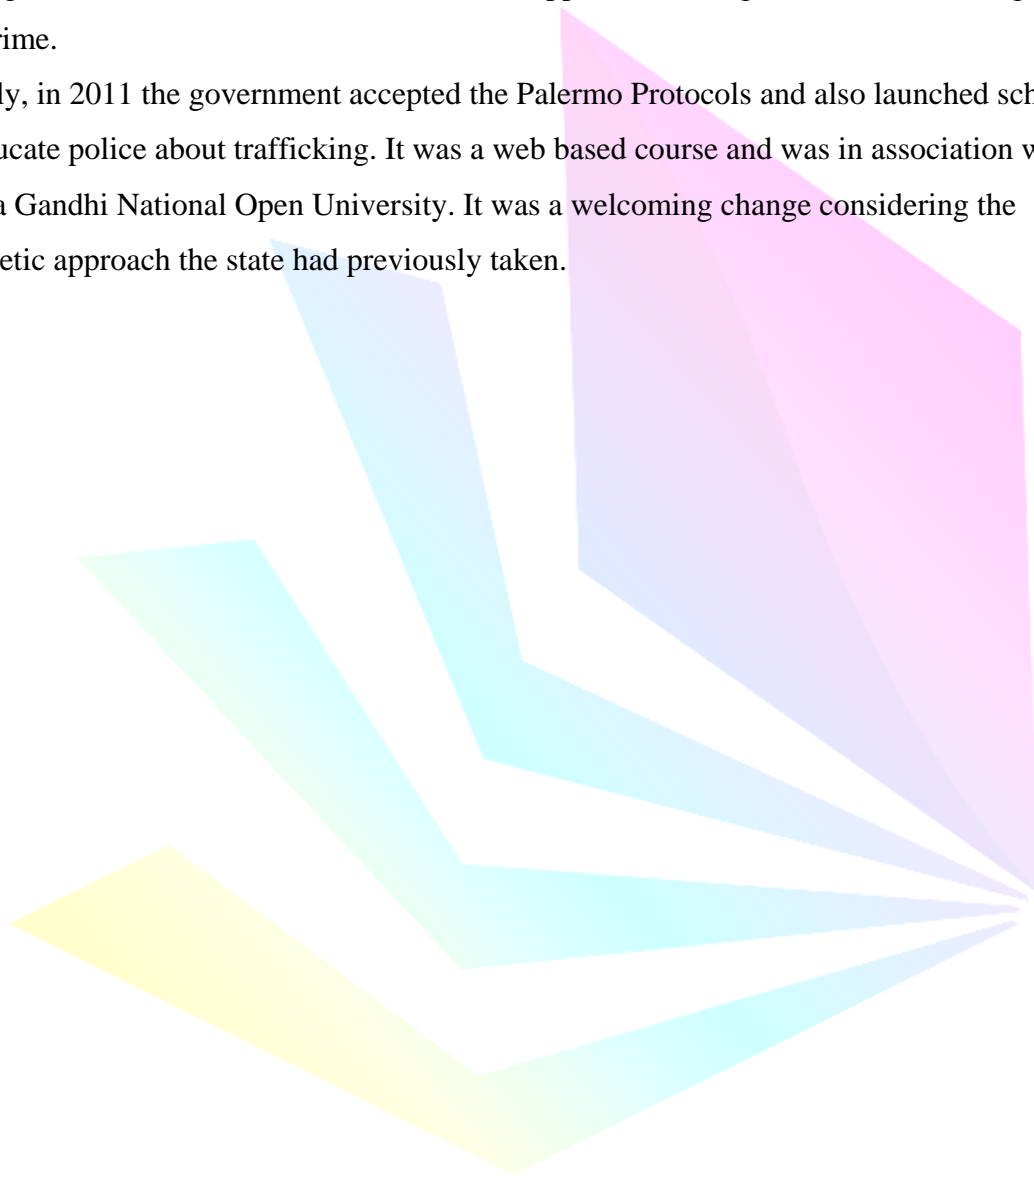 rime.
ly, in 2011 the government accepted the Palermo Protocols and also launched sch
ucate police about trafficking. It was a web based course and was in association w
a Gandhi National Open University. It was a welcoming change considering the
etic approach the state had previously taken.